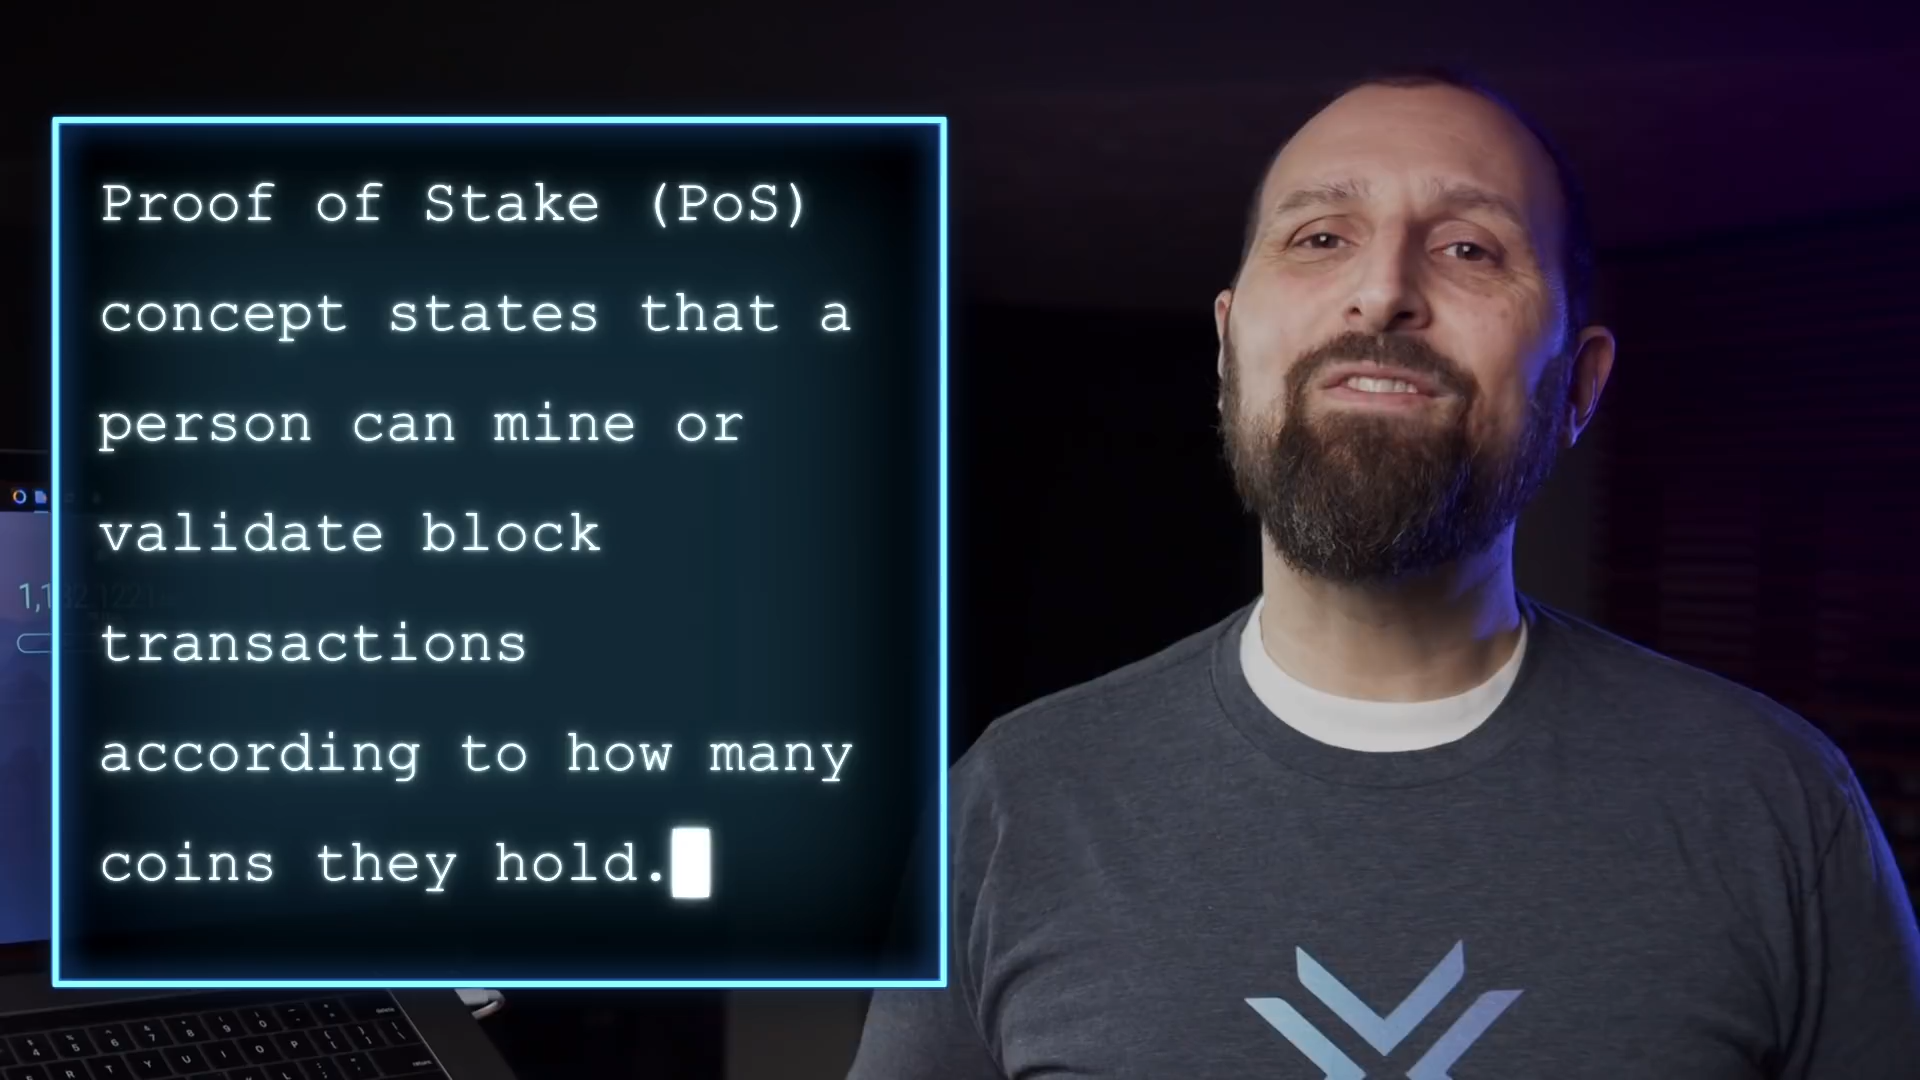 Proof of Stake (PoS)
concept states that a
person can mine or
validate block
transactions
according to how many
coins they hold.